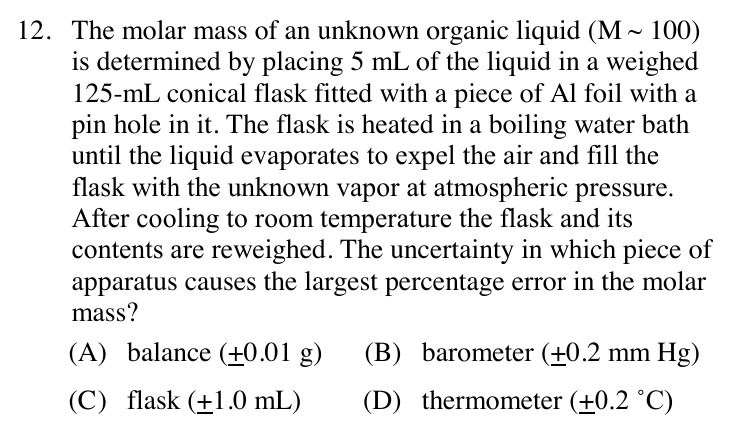 12. The molar mass of an unknown organic liquid (M ~ 100)
is determined by placing 5 mL of the liquid in a weighed
125-mL conical flask fitted with a piece of Al foil with a
pin hole in it. The flask is heated in a boiling water bath
until the liquid evaporates to expel the air and fill the
flask with the unknown vapor at atmospheric pressure.
After cooling to room temperature the flask and its
contents are reweighed. The uncertainty in which piece of
apparatus causes the largest percentage error in the molar
mass?
(A) balance (±0.01 g) (B) barometer (±0.2 mm Hg)
(C) flask (±1.0 mL) (D) thermometer (±0.2 ˚C)